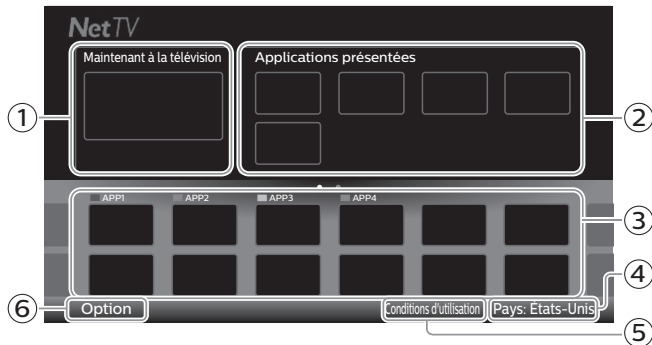 NetTV
Maintenant à la télévision
Applications présentées
1
2
APP1 APP2 APP3 APP4
3
4
6
Option
Conditions d'utilisation
Pays: États-Unis
5